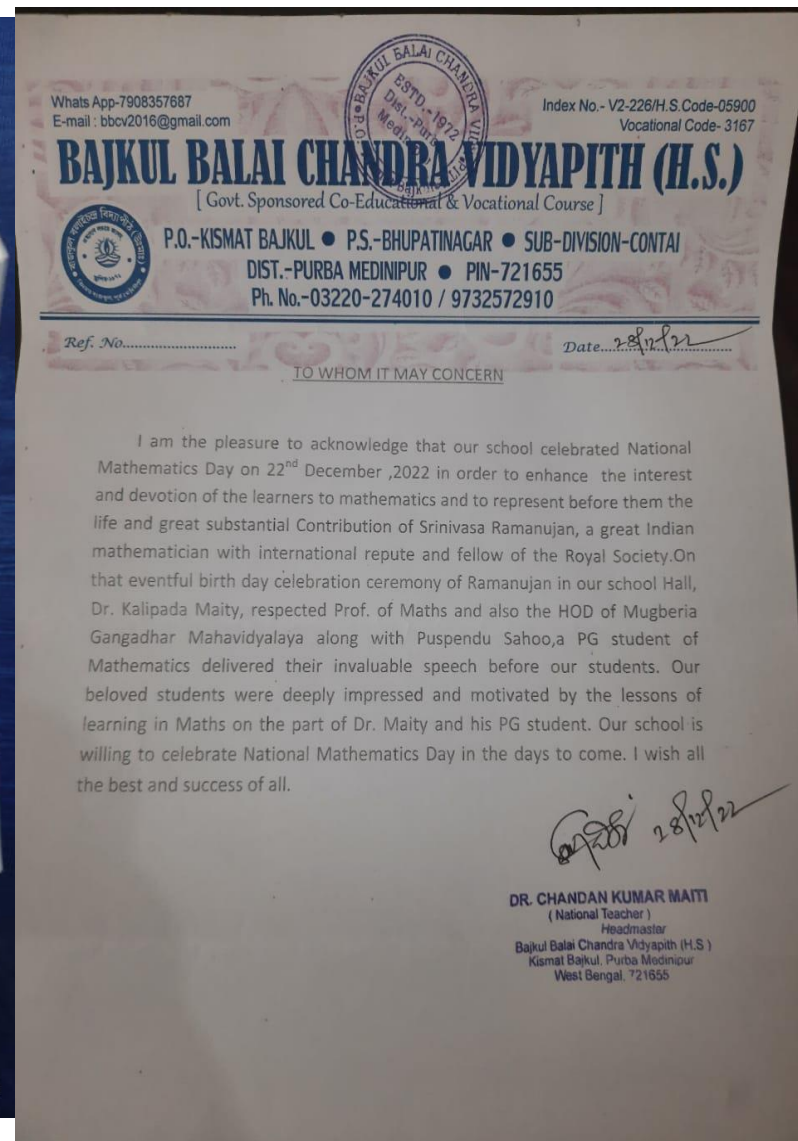 BAJKUL BALAI CHANDRA
ESTD.-1972
Dist.-Purba
Whats App-7908357687
E-mail : bbcv2016@gmail.com
Index No.- V2-226/H.S.Code-05900
Vocational Code- 3167
BAJKUL BALAI CHANDRA VIDYAPITH (H.S.)
[ Govt. Sponsored Co-Educational & Vocational Course ]
P.O.-KISMAT BAJKUL ● P.S.-BHUPATINAGAR ● SUB-DIVISION-CONTAI
DIST.-PURBA MEDINIPUR ● PIN-721655
Ph. No.-03220-274010 / 9732572910
Ref. No............................
Date...28/12/22
TO WHOM IT MAY CONCERN
I am the pleasure to acknowledge that our school celebrated National
Mathematics Day on 22nd December ,2022 in order to enhance the interest
and devotion of the learners to mathematics and to represent before them the
life and great substantial Contribution of Srinivasa Ramanujan, a great Indian
mathematician with international repute and fellow of the Royal Society.On
that eventful birth day celebration ceremony of Ramanujan in our school Hall,
Dr. Kalipada Maity, respected Prof. of Maths and also the HOD of Mugberia
Gangadhar Mahavidyalaya along with Puspendu Sahoo,a PG student of
Mathematics delivered their invaluable speech before our students. Our
beloved students were deeply impressed and motivated by the lessons of
learning in Maths on the part of Dr. Maity and his PG student. Our school is
willing to celebrate National Mathematics Day in the days to come. I wish all
the best and success of all.
28/12/22
DR. CHANDAN KUMAR MAITI
( National Teacher )
Headmaster
Bajkul Balai Chandra Vidyapith (H.S )
Kismat Bajkul, Purba Medinipur
West Bengal, 721655